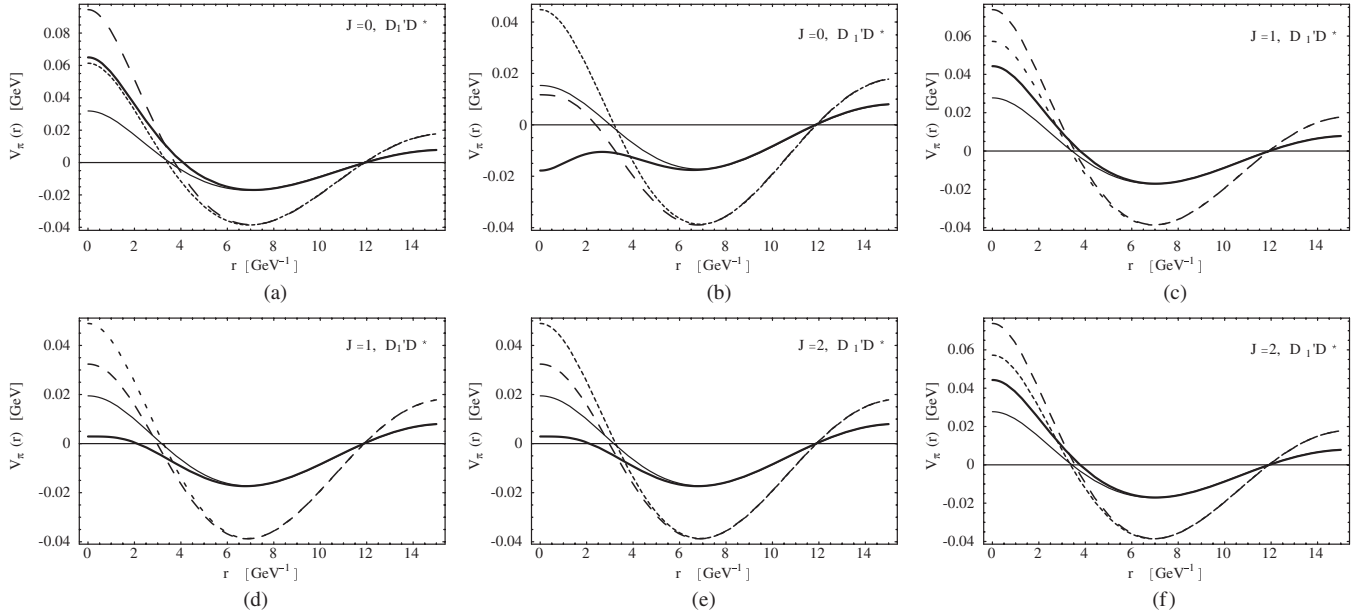 J =0, D₁'D *
0.08
0.06
0.04
0.02
0
-0.02
-0.04
V_π (r) [GeV]
0 2 4 6 8 10 12 14
r [GeV⁻¹]
(a)
J =0, D ₁'D *
0.04
0.02
0
-0.02
-0.04
V_π (r) [GeV]
0 2 4 6 8 10 12 14
r [GeV⁻¹]
(b)
J =1, D ₁'D *
0.06
0.04
0.02
0
-0.02
-0.04
V_π (r) [GeV]
0 2 4 6 8 10 12 14
r [GeV⁻¹]
(c)
J =1, D ₁'D *
0.04
0.02
0
-0.02
-0.04
V_π (r) [GeV]
0 2 4 6 8 10 12 14
r [GeV⁻¹]
(d)
J =2, D ₁'D *
0.04
0.02
0
-0.02
-0.04
V_π (r) [GeV]
0 2 4 6 8 10 12 14
r [GeV⁻¹]
(e)
J =2, D ₁'D *
0.06
0.04
0.02
0
-0.02
-0.04
V_π (r) [GeV]
0 2 4 6 8 10 12 14
r [GeV⁻¹]
(f)